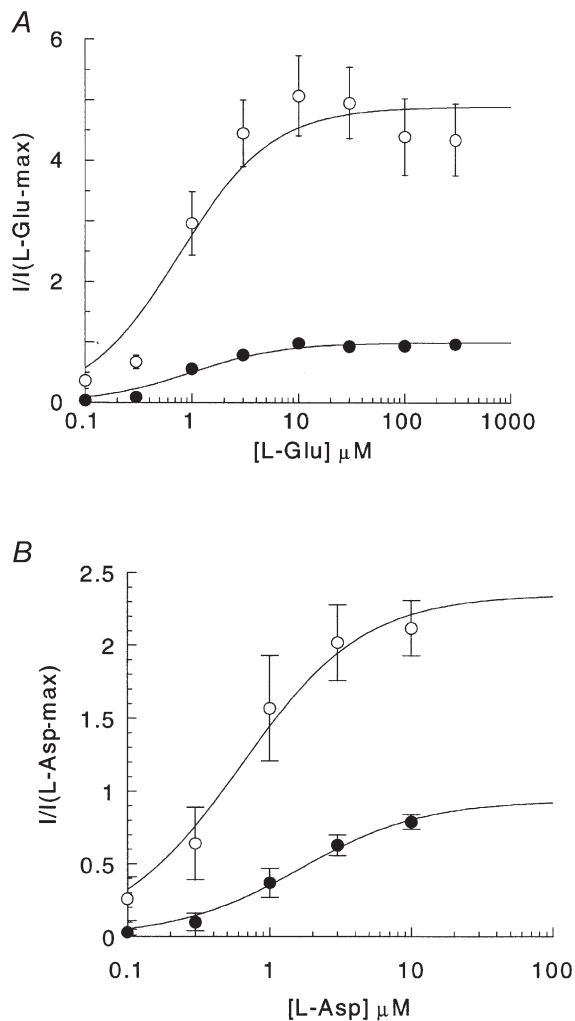 A
6
4
2
0
I/I(L-Glu-max)
0.1 1 10 100 1000
[L-Glu] μM
B
2.5
2
1.5
1
0.5
0
I/I(L-Asp-max)
0.1 1 10 100
[L-Asp] μM